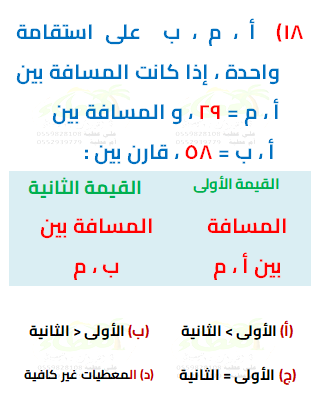 ١٨) أ ، م ، ب على استقامة
واحدة ، إذا كانت المسافة بين
أ ، م = ٢٩ ، و المسافة بين
أ ، ب = ٥٨ ، قارن بين :
القيمة الأولى القيمة الثانية
المسافة المسافة بين
بين أ ، م ب ، م
(أ) الأولى > الثانية (ب) الأولى < الثانية
(ج) الأولى = الثانية (د) المعطيات غير كافية